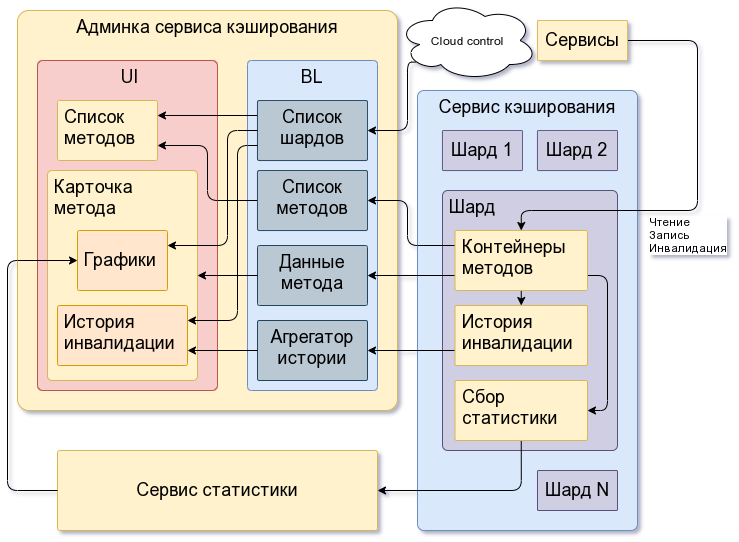 Админка сервиса кэширования
Cloud control
Сервисы
UI
BL
Сервис кэширования
Список
методов
Список
шардов
Шард 1
Шард 2
Карточка
метода
Список
методов
Шард
Чтение
Запись
Инвалидация
Графики
Данные
метода
Контейнеры
методов
История
инвалидации
Агрегатор
истории
История
инвалидации
Сбор
статистики
Сервис статистики
Шард N